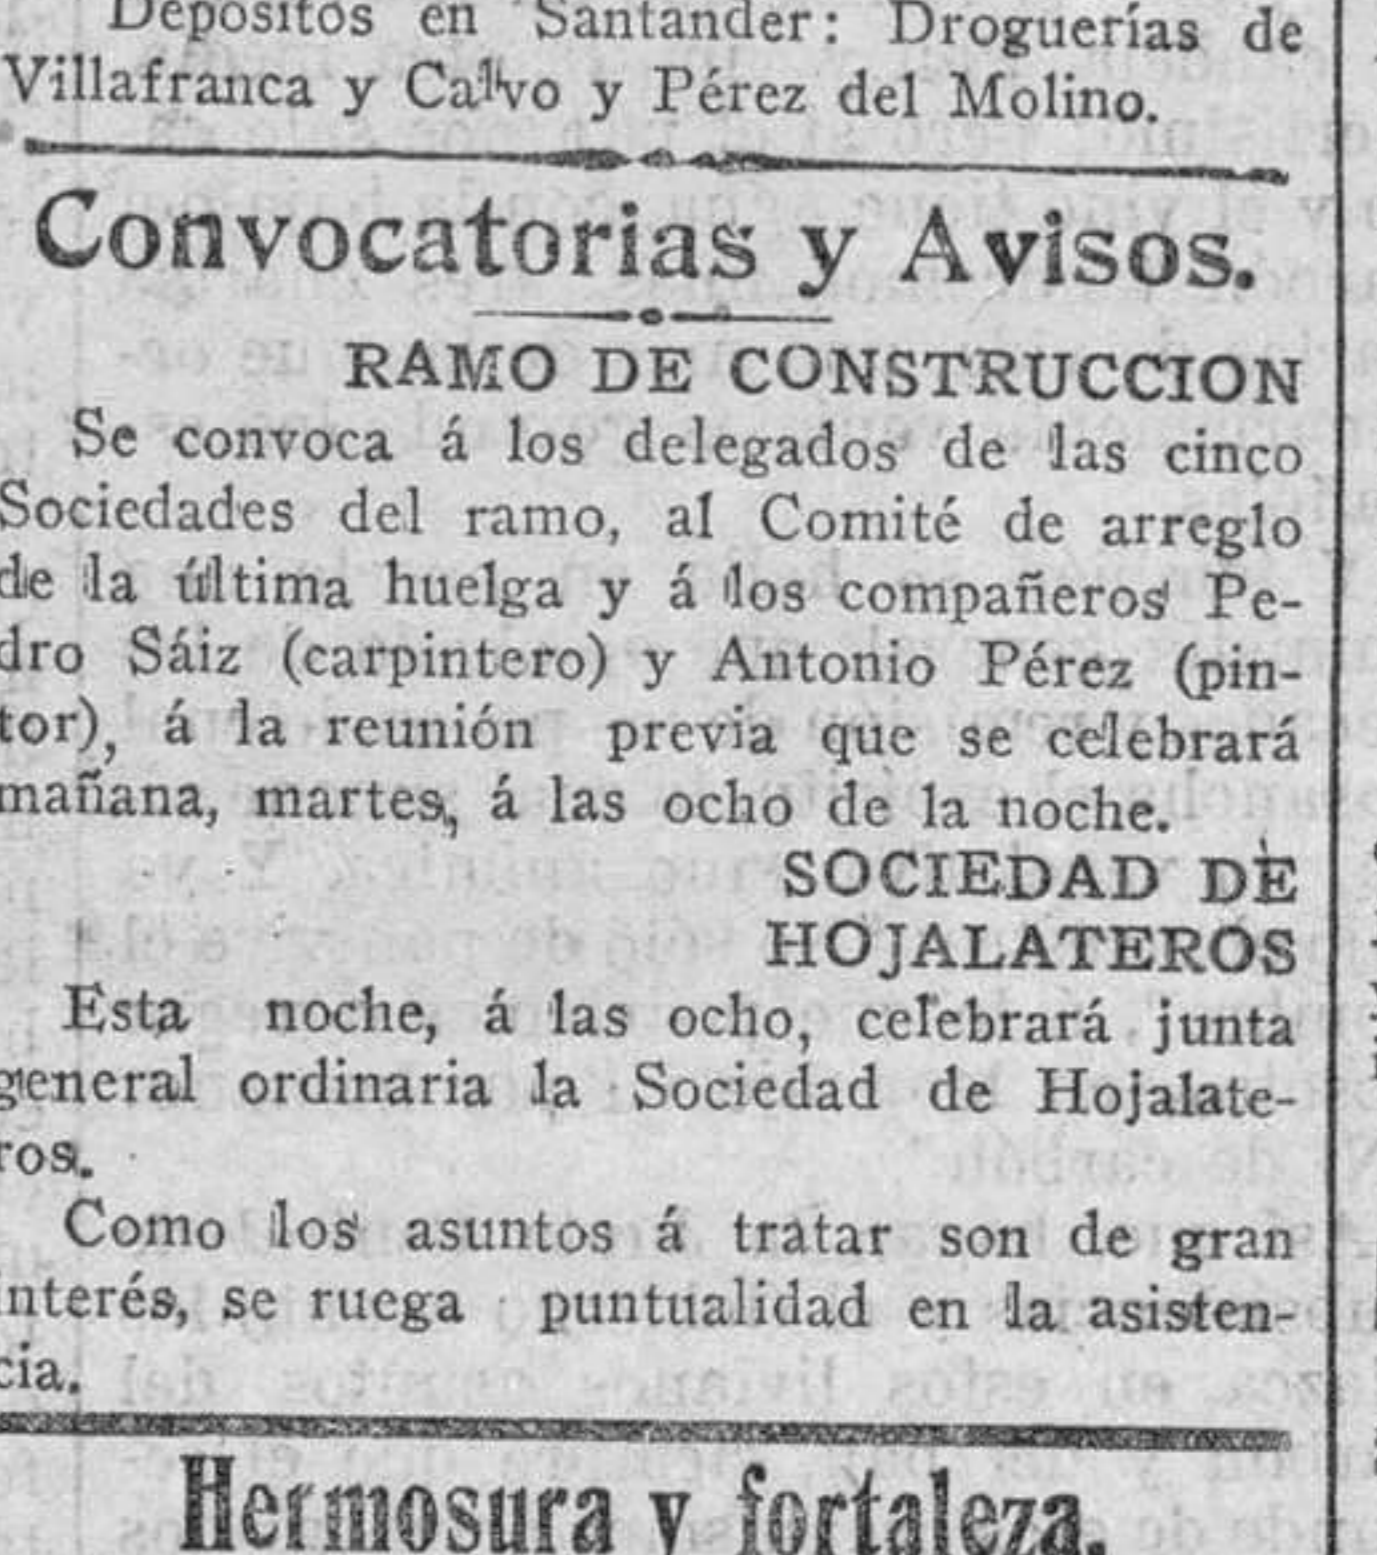 Depósitos en Santander: Droguerías de
Villafranca y Calvo y Pérez del Molino.
Convocatorias y Avisos.
RAMO DE CONSTRUCCION
Se convoca á los delegados de las cinco
Sociedades del ramo, al Comité de arreglo
de la última huelga y á los compañeros Pe-
dro Sáiz (carpintero) y Antonio Pérez (pin-
tor), á la reunión previa que se celebrará
mañana, martes, á las ocho de la noche.
SOCIEDAD DE
HOJALATEROS
Esta noche, á las ocho, celebrará junta
general ordinaria la Sociedad de Hojalate-
ros.
Como los asuntos á tratar son de gran
interés, se ruega puntualidad en la asisten-
cia.
Hermosura y fortaleza.